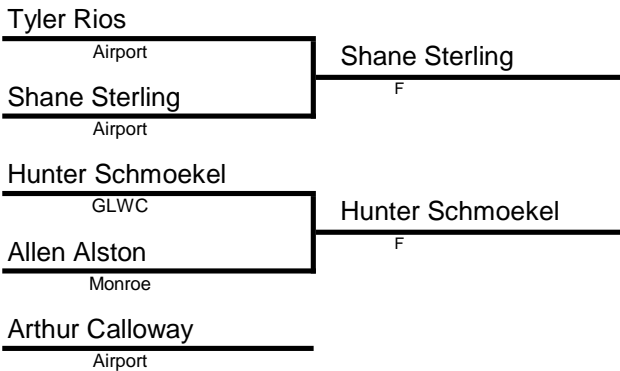 Tyler Rios
Airport
Shane Sterling
F
Shane Sterling
Airport
Hunter Schmoekel
GLWC
Hunter Schmoekel
F
Allen Alston
Monroe
Arthur Calloway
Airport